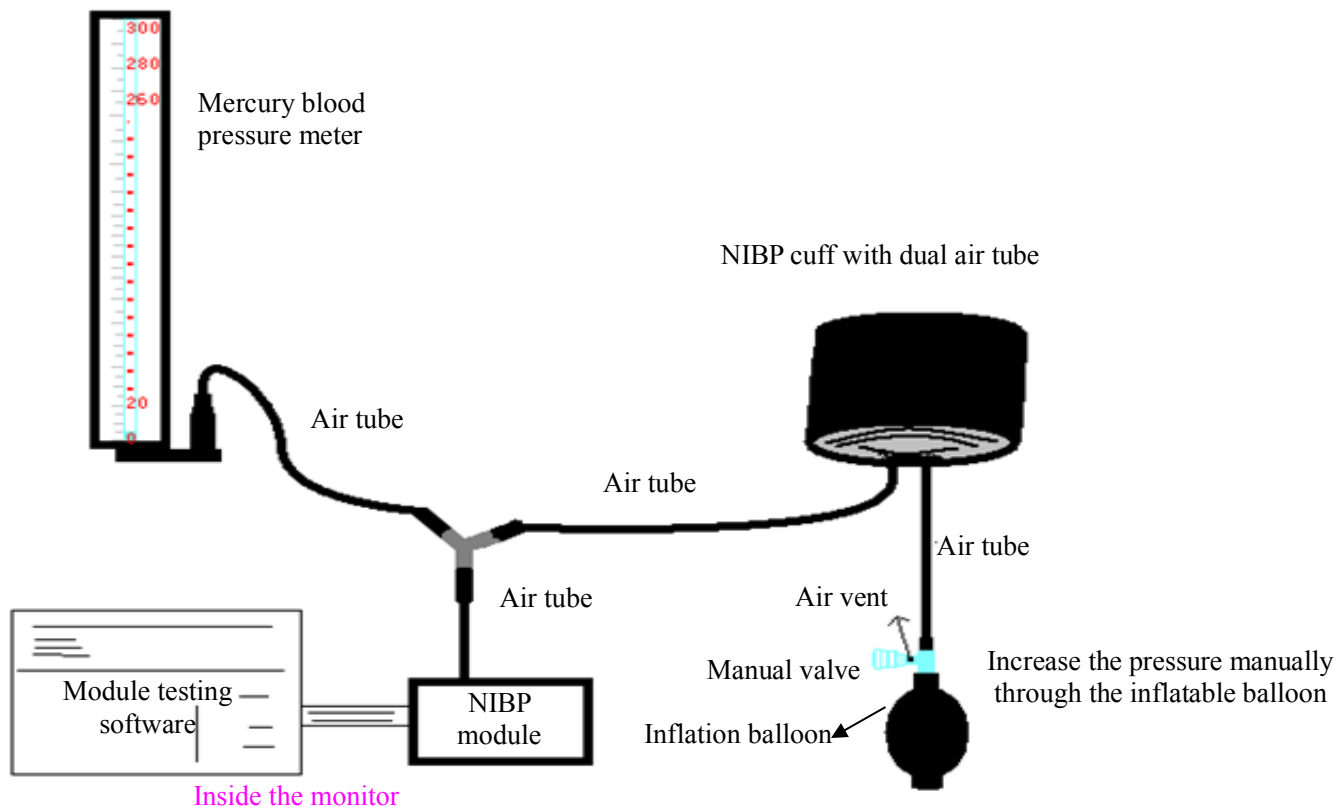 300
280
260
Mercury blood
pressure meter
20
0
Air tube
NIBP cuff with dual air tube
Air tube
Air tube
Air tube
Air vent
Manual valve
Increase the pressure manually
through the inflatable balloon
Inflation balloon
Module testing
software
NIBP
module
Inside the monitor